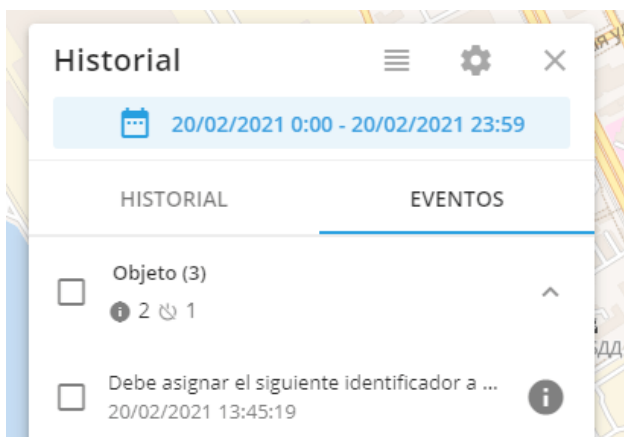 Historial
20/02/2021 0:00 - 20/02/2021 23:59
HISTORIAL EVENTOS
Objeto (3)
2 1
Debe asignar el siguiente identificador a ...
20/02/2021 13:45:19